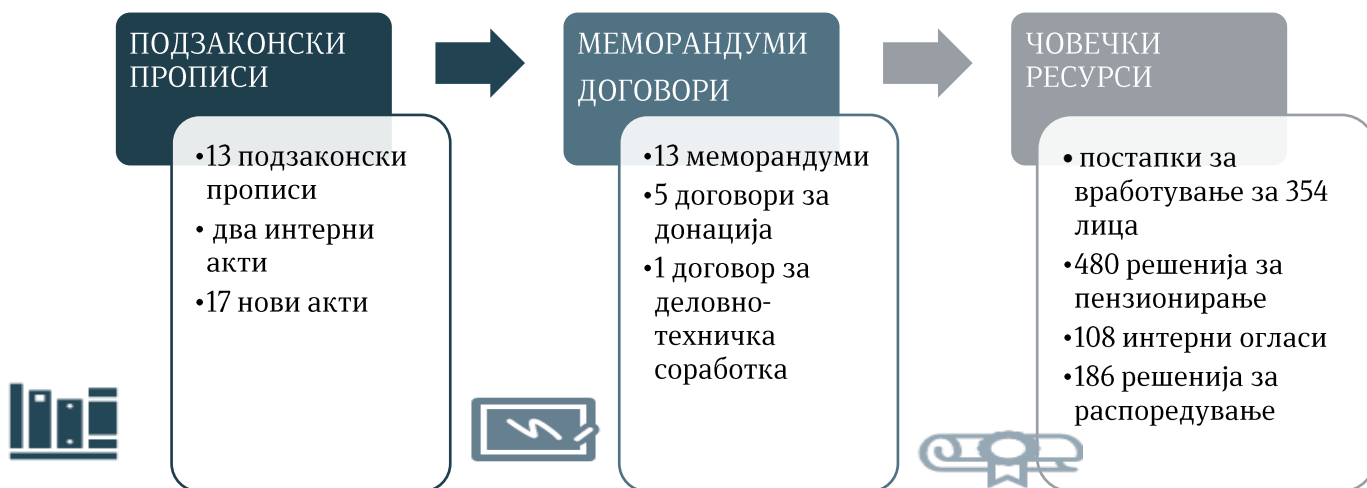 ПОДЗАКОНСКИ
ПРОПИСИ
•13 подзаконски
прописи
• два интерни
акти
•17 нови акти
МЕМОРАНДУМИ
ДОГОВОРИ
•13 меморандуми
•5 договори за
донација
•1 договор за
деловно-
техничка
соработка
ЧОВЕЧКИ
РЕСУРСИ
• постапки за
вработување за 354
лица
•480 решенија за
пензионирање
•108 интерни огласи
•186 решенија за
распоредување